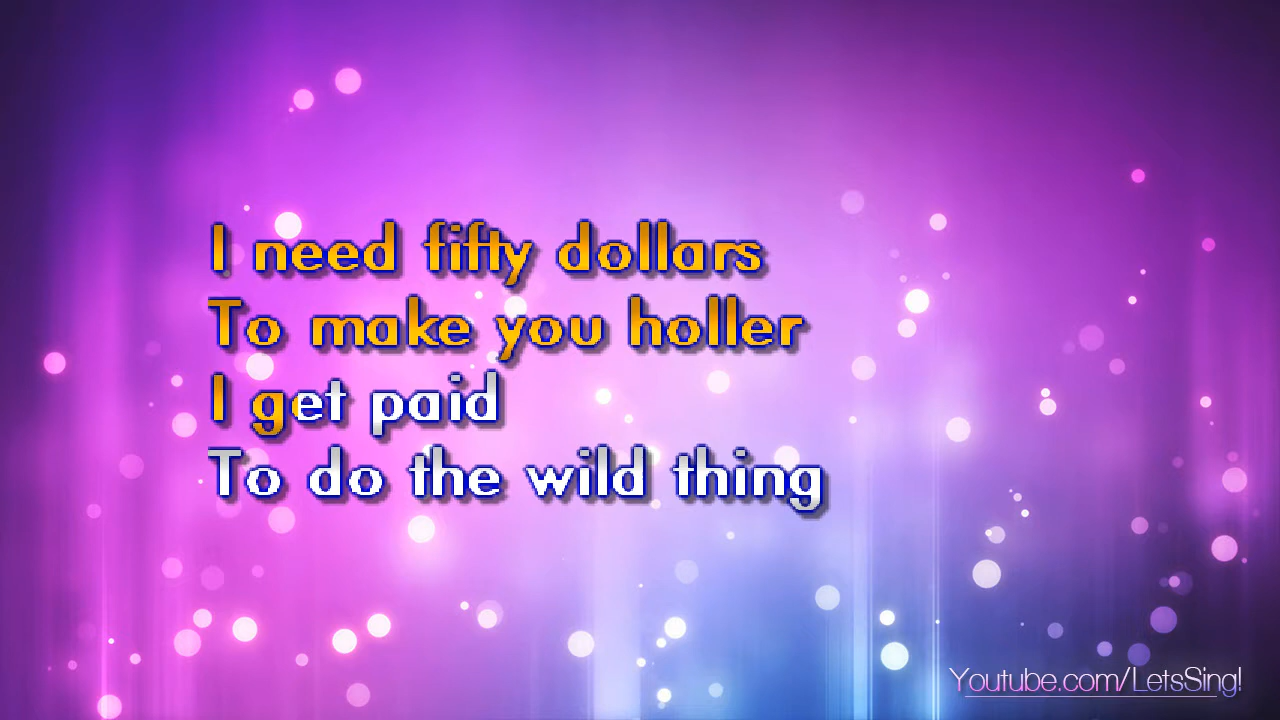 I need fifty dollars
To make you holler
I get paid
To do the wild thing
Youtube.com/LetsSing!